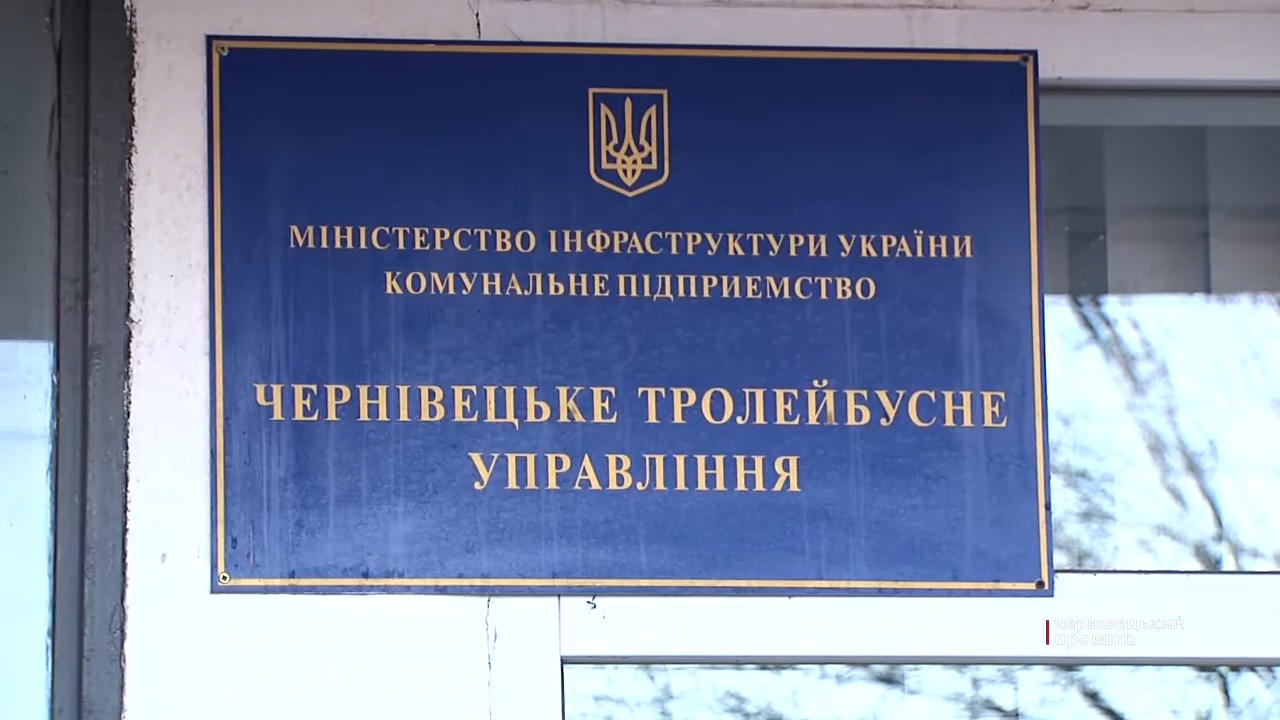 МІНІСТЕРСТВО ІНФРАСТРУКТУРИ УКРАЇНИ
КОМУНАЛЬНЕ ПІДПРИЕМСТВО
ЧЕРНІВЕЦЬКЕ ТРОЛЕЙБУСНЕ
УПРАВЛІННЯ
чернівецький
промінь